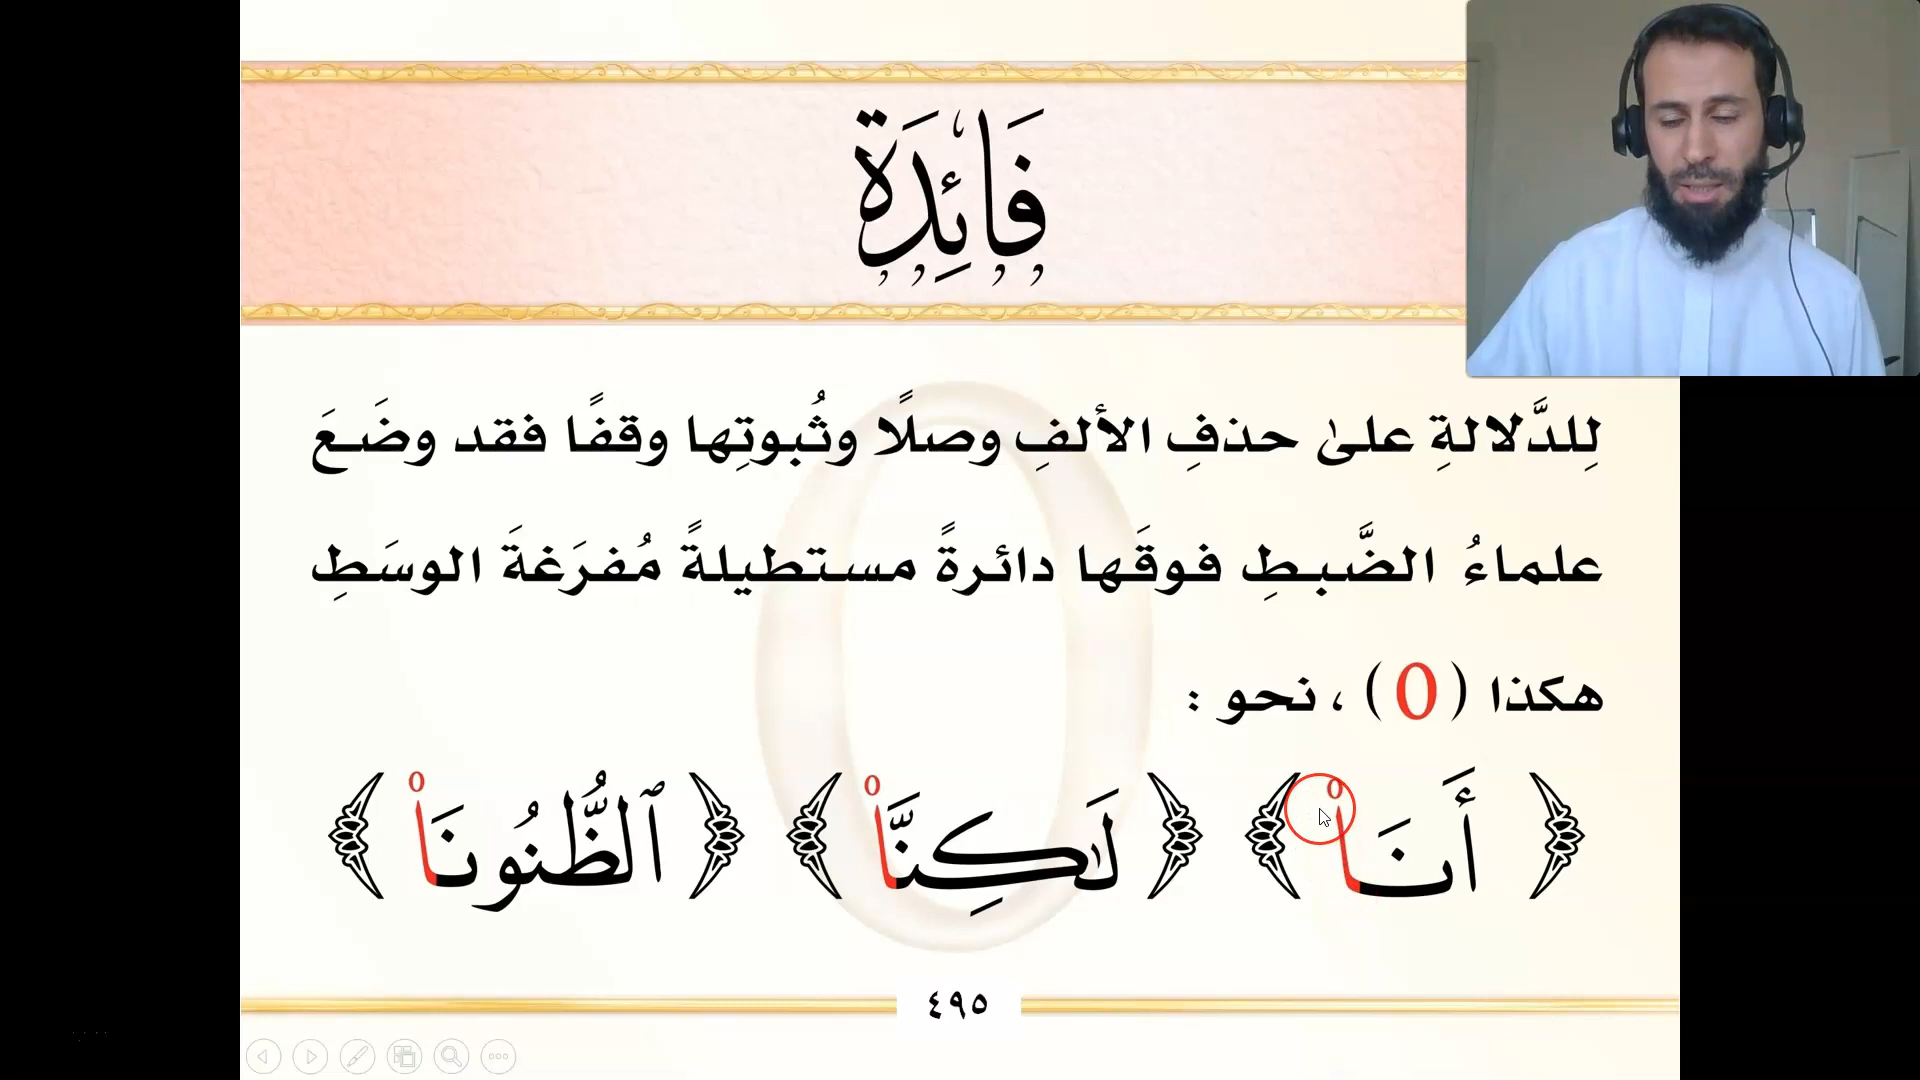 فَائِدَة
لِلدَّلالةِ علىٰ حذفِ الألفِ وصلًا وثُبوتِها وقفًا فقد وضَعَ
علماءُ الضَّبطِ فوقَها دائرةً مستطيلةً مُفرَغةَ الوسَطِ
هكذا (0) ، نحو :
﴿ أَنَا۠ ﴾ ﴿ لَٰكِنَّا۠ ﴾ ﴿ ٱلظُّنُونَا۠ ﴾
٤٩٥